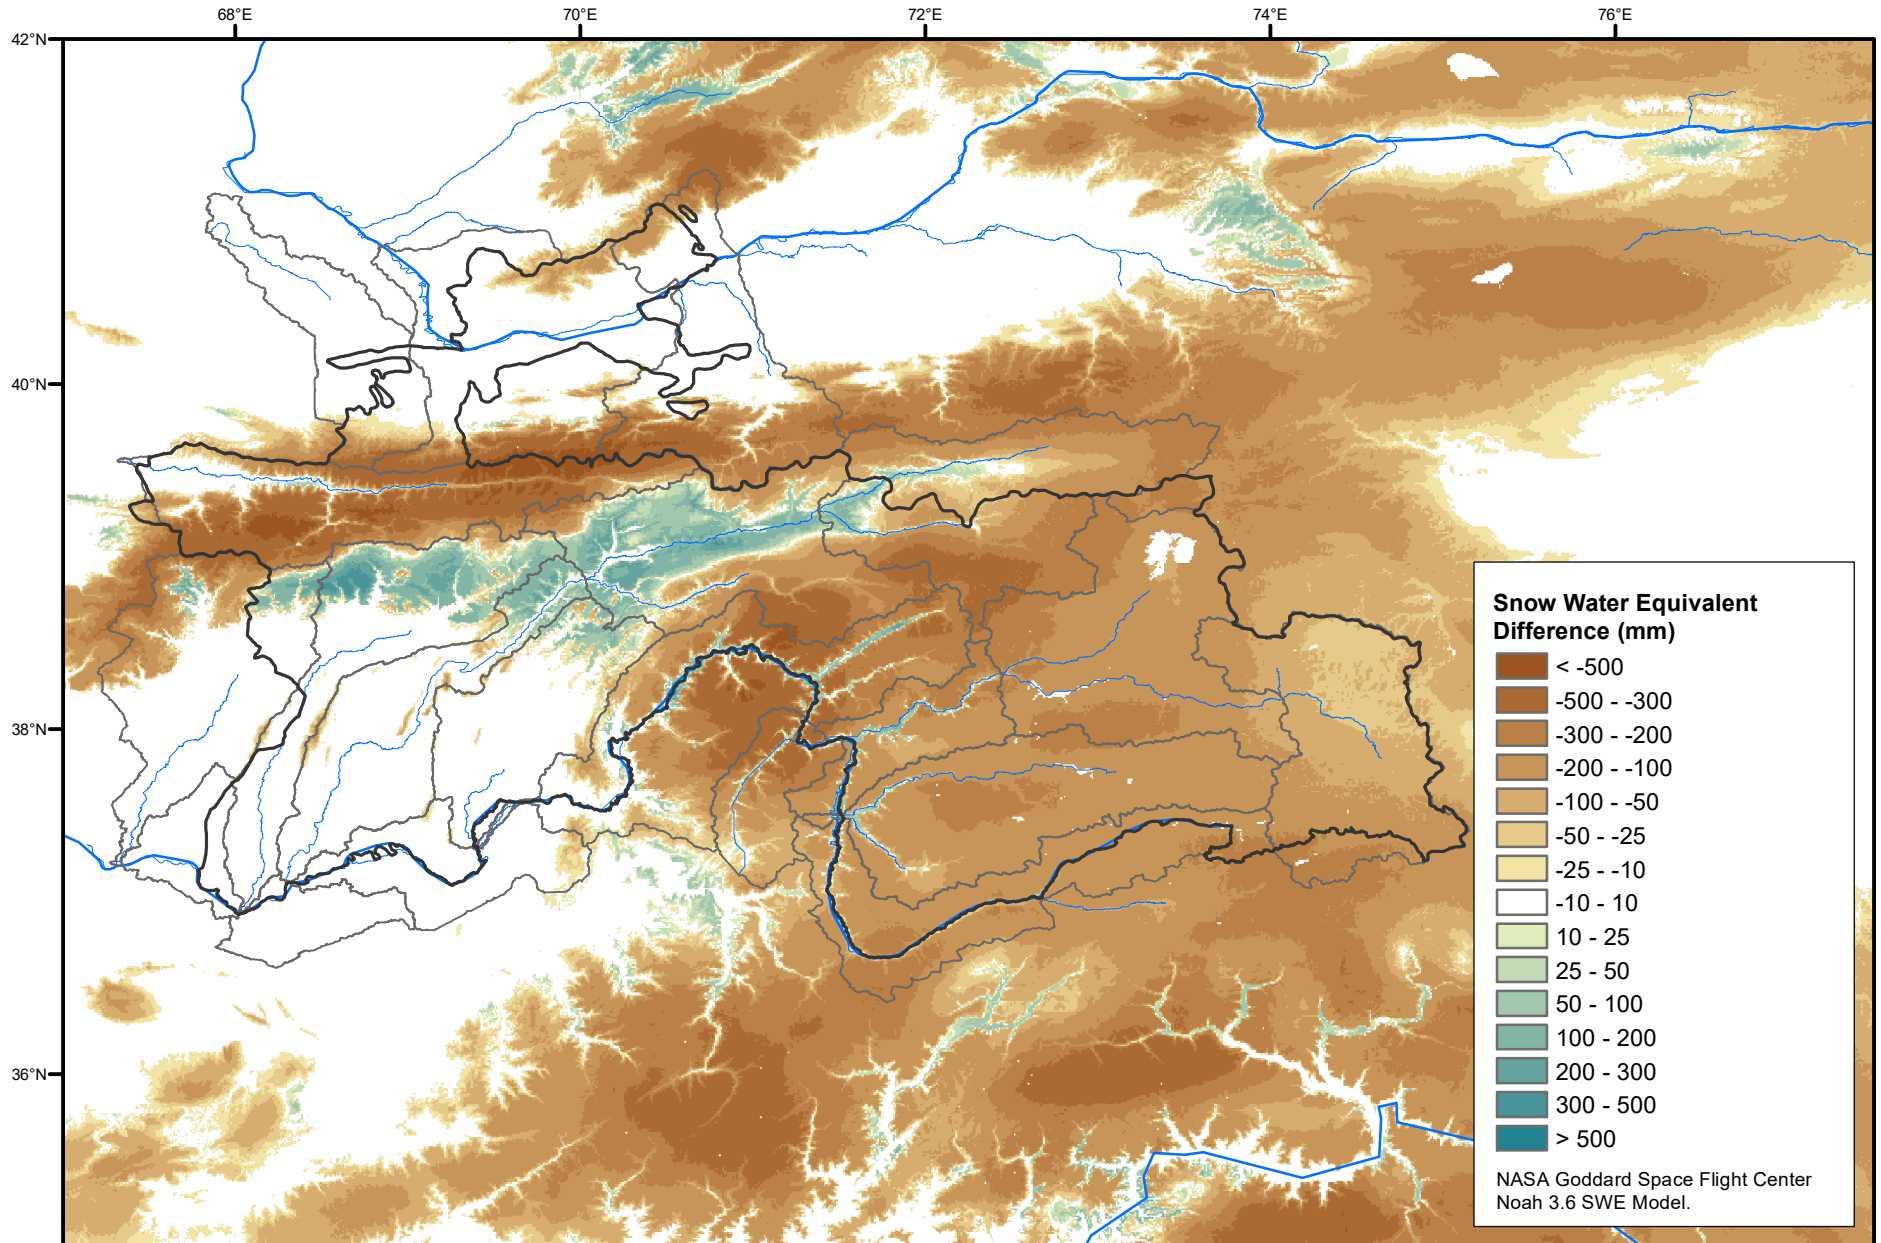 68°E
70°E
72°E
74°E
76°E
42°N
40°N
38°N
36°N
Snow Water Equivalent
Difference (mm)
< -500
-500 - -300
-300 - -200
-200 - -100
-100 - -50
-50 - -25
-25 - -10
-10 - 10
10 - 25
25 - 50
50 - 100
100 - 200
200 - 300
300 - 500
> 500
NASA Goddard Space Flight Center
Noah 3.6 SWE Model.